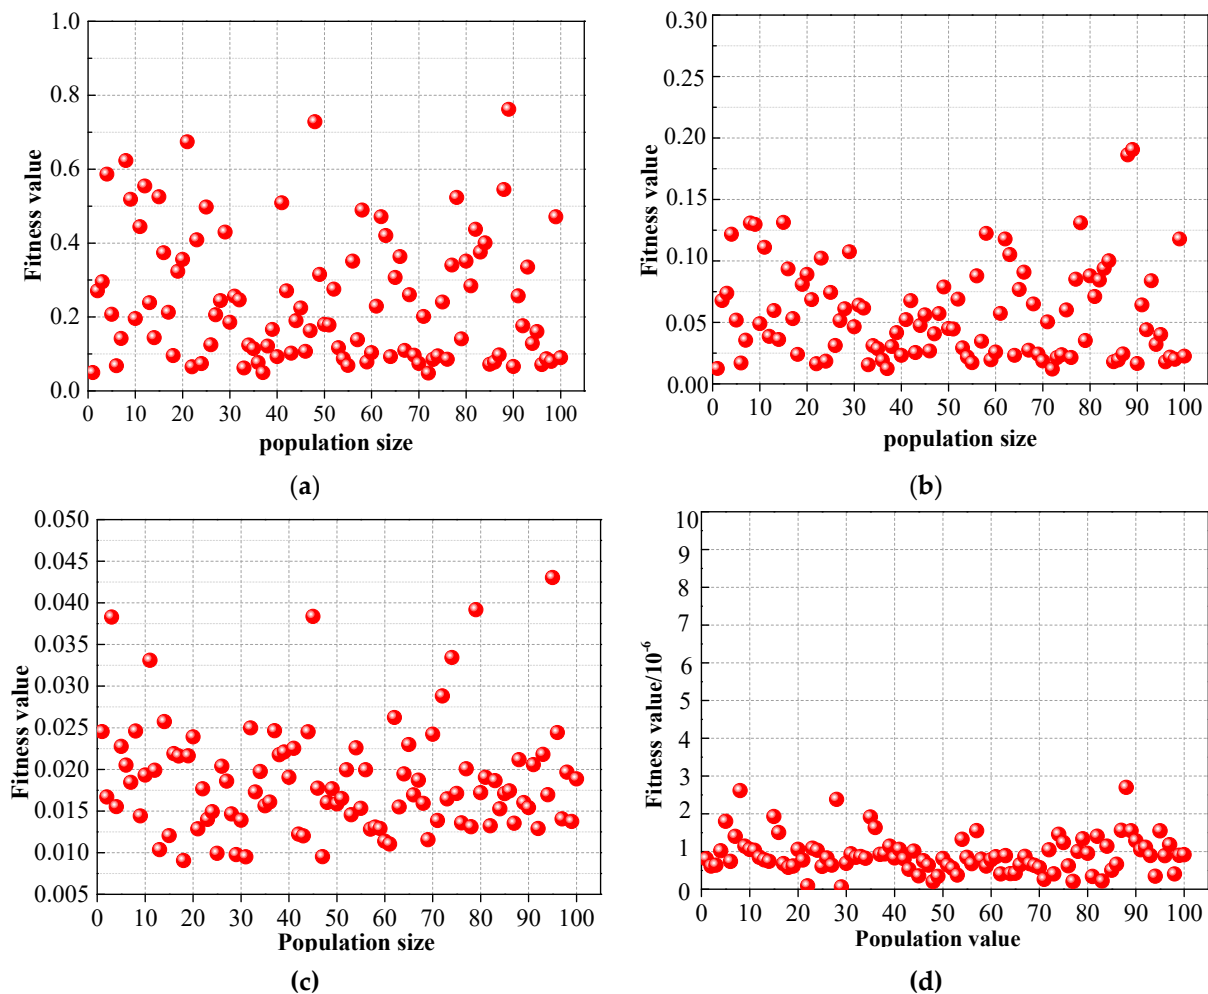 1.0
0.8
0.6
0.4
0.2
0.0
Fitness value
0 10 20 30 40 50 60 70 80 90 100
population size
(a)
0.30
0.25
0.20
0.15
0.10
0.05
0.00
Fitness value
0 10 20 30 40 50 60 70 80 90 100
population size
(b)
0.050
0.045
0.040
0.035
0.030
0.025
0.020
0.015
0.010
0.005
Fitness value
0 10 20 30 40 50 60 70 80 90 100
Population size
(c)
10
9
8
7
6
5
4
3
2
1
0
Fitness value/10⁻⁶
0 10 20 30 40 50 60 70 80 90 100
Population value
(d)